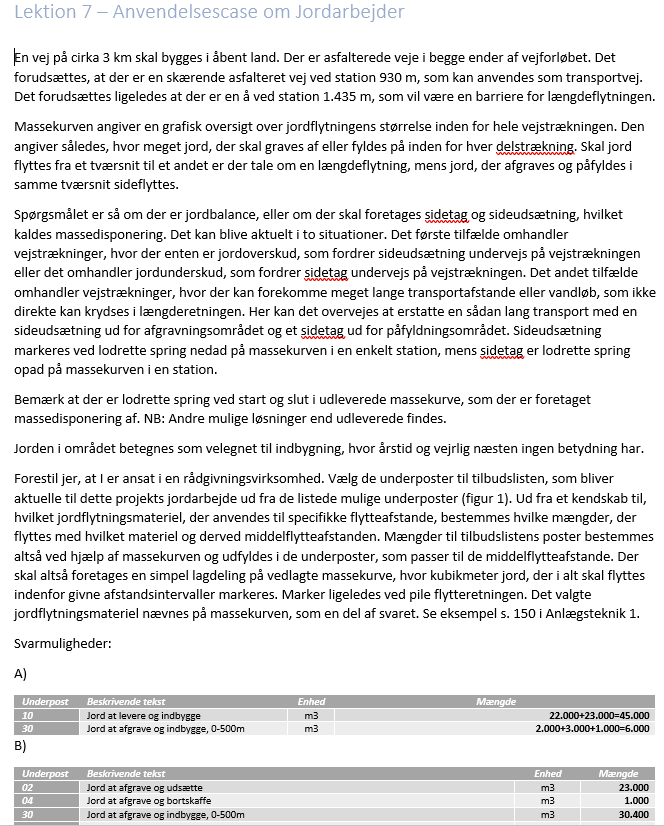 Lektion 7 – Anvendelsescase om Jordarbejder
En vej på cirka 3 km skal bygges i åbent land. Der er asfalterede veje i begge ender af vejforløbet. Det
forudsættes, at der er en skærende asfalteret vej ved station 930 m, som kan anvendes som transportvej.
Det forudsættes ligeledes at der er en å ved station 1.435 m, som vil være en barriere for længdeflytningen.
Massekurven angiver en grafisk oversigt over jordflytningens størrelse inden for hele vejstrækningen. Den
angiver således, hvor meget jord, der skal graves af eller fyldes på inden for hver delstrækning. Skal jord
flyttes fra et tværsnit til et andet er der tale om en længdeflytning, mens jord, der afgraves og påfyldes i
samme tværsnit sideflyttes.
Spørgsmålet er så om der er jordbalance, eller om der skal foretages sidetag og sideudsætning, hvilket
kaldes massedisponering. Det kan blive aktuelt i to situationer. Det første tilfælde omhandler
vejstrækninger, hvor der enten er jordoverskud, som fordrer sideudsætning undervejs på vejstrækningen
eller det omhandler jordunderskud, som fordrer sidetag undervejs på vejstrækningen. Det andet tilfælde
omhandler vejstrækninger, hvor der kan forekomme meget lange transportafstande eller vandløb, som ikke
direkte kan krydses i længderetningen. Her kan det overvejes at erstatte en sådan lang transport med en
sideudsætning ud for afgravningsområdet og et sidetag ud for påfyldningsområdet. Sideudsætning
markeres ved lodrette spring nedad på massekurven i en enkelt station, mens sidetag er lodrette spring
opad på massekurven i en station.
Bemærk at der er lodrette spring ved start og slut i udleverede massekurve, som der er foretaget
massedisponering af. NB: Andre mulige løsninger end udleverede findes.
Jorden i området betegnes som velegnet til indbygning, hvor årstid og vejrlig næsten ingen betydning har.
Forestil jer, at I er ansat i en rådgivningsvirksomhed. Vælg de underposter til tilbudslisten, som bliver
aktuelle til dette projekts jordarbejde ud fra de listede mulige underposter (figur 1). Ud fra et kendskab til,
hvilket jordflytningsmateriel, der anvendes til specifikke flytteafstande, bestemmes hvilke mængder, der
flyttes med hvilket materiel og derved middelflytteafstanden. Mængder til tilbudslistens poster bestemmes
altså ved hjælp af massekurven og udfyldes i de underposter, som passer til de middelflytteafstande. Der
skal altså foretages en simpel lagdeling på vedlagte massekurve, hvor kubikmeter jord, der i alt skal flyttes
indenfor givne afstandsintervaller markeres. Marker ligeledes ved pile flytteretningen. Det valgte
jordflytningsmateriel nævnes på massekurven, som en del af svaret. Se eksempel s. 150 i Anlægsteknik 1.
Svarmuligheder:
A)
Underpost Beskrivende tekst Enhed Mængde
10 Jord at levere og indbygge m3 22.000+23.000=45.000
30 Jord at afgrave og indbygge, 0-500m m3 2.000+3.000+1.000=6.000
B)
Underpost Beskrivende tekst Enhed Mængde
02 Jord at afgrave og udsætte m3 23.000
04 Jord at afgrave og bortskaffe m3 1.000
30 Jord at afgrave og indbygge, 0-500m m3 30.400